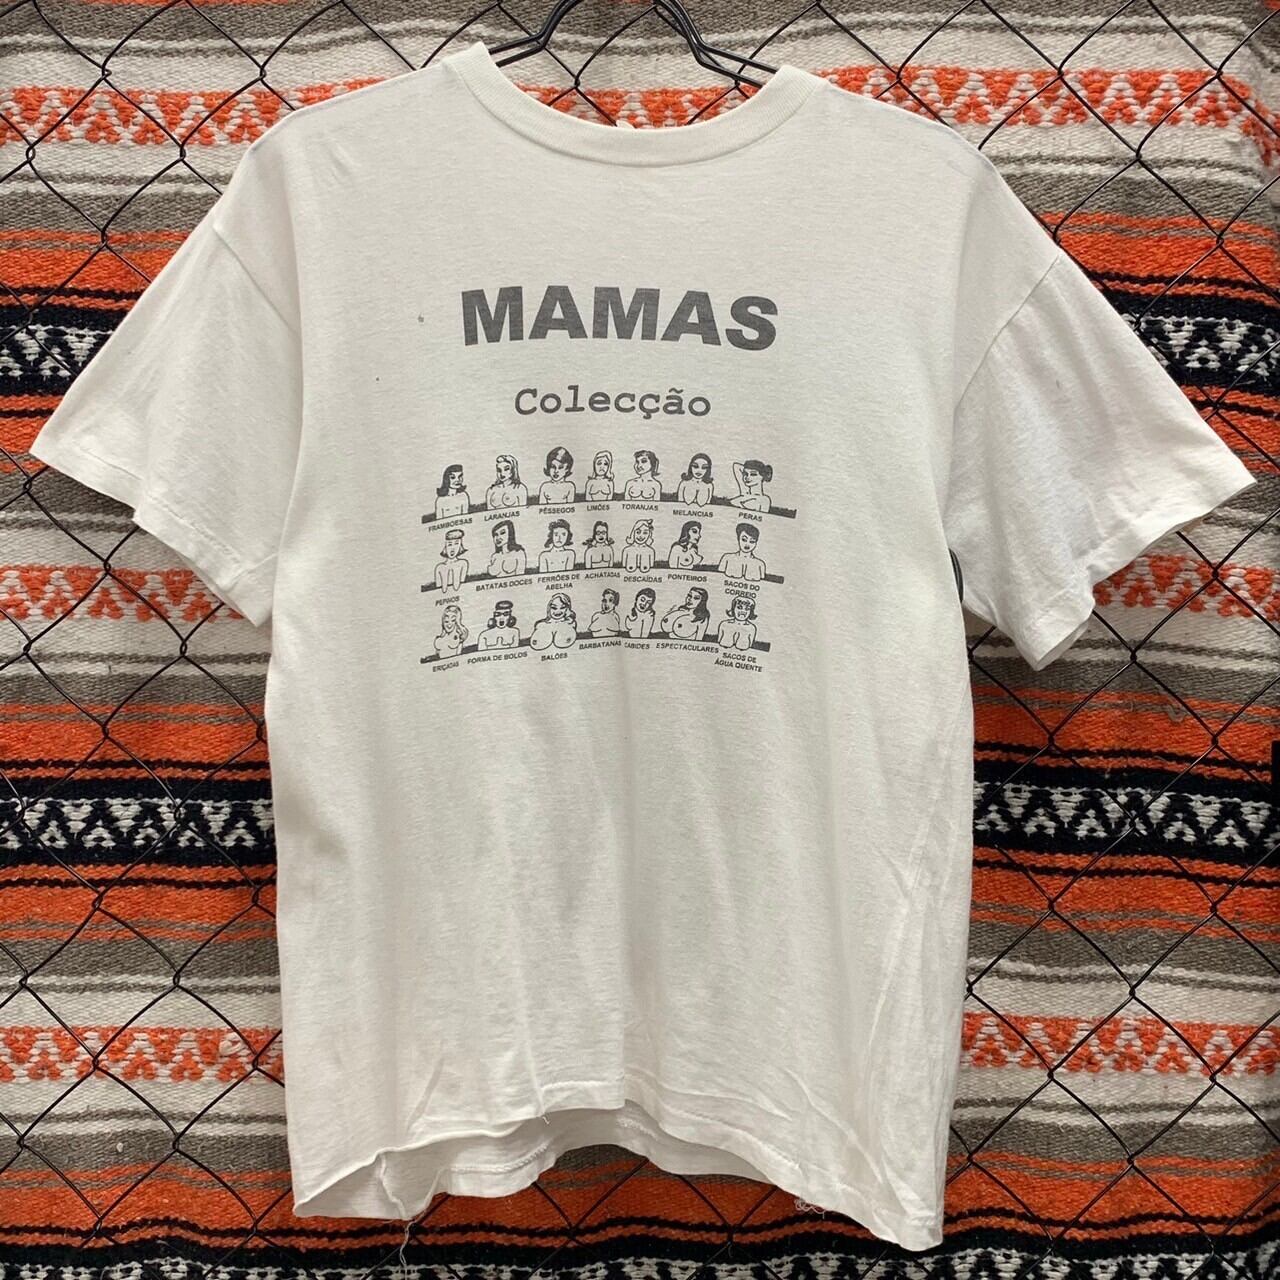 MAMAS
Colecção
FRAMBOESAS LARANJAS PÊSSEGOS LIMÕES TORANJAS MELANCIAS PERAS
PEPINOS BATATAS DOCES FERRÕES DE ABELHA ACHATADAS DESCAÍDAS PONTEIROS SACOS DO CORREIO
ERIÇADAS FORMA DE BOLOS BALÕES BARBATANAS CABIDES ESPECTACULARES SACOS DE ÁGUA QUENTE